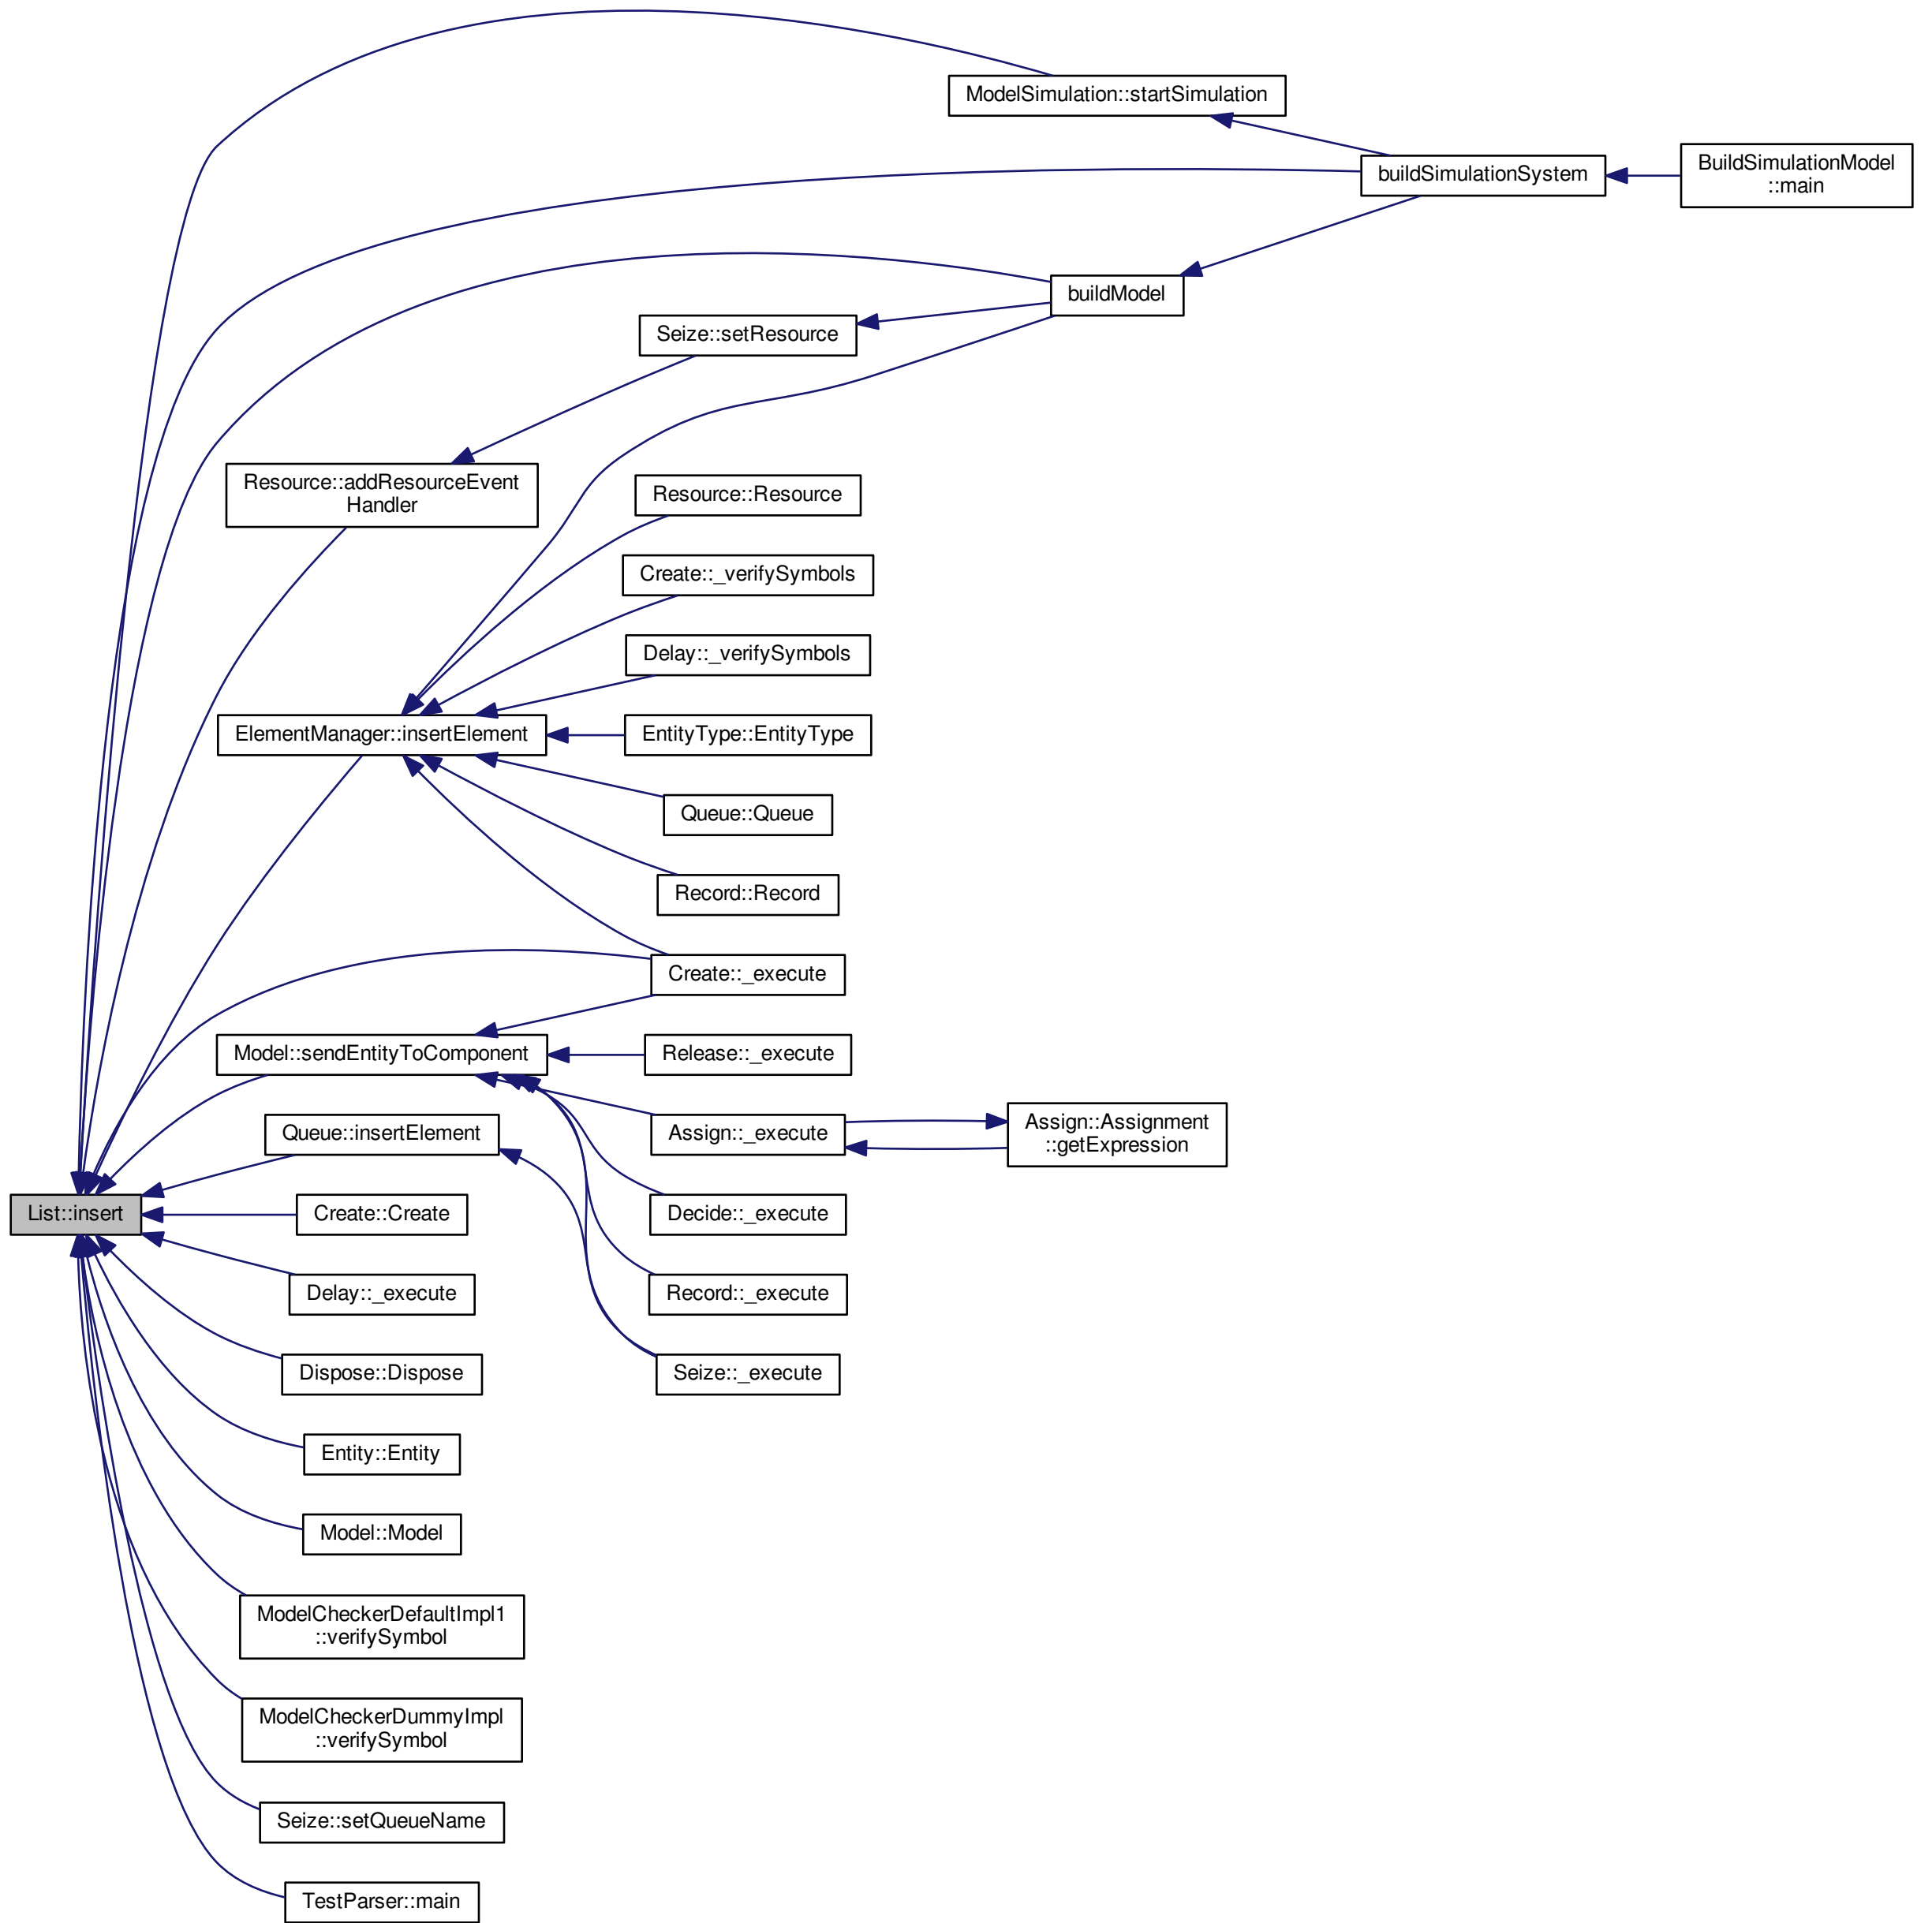 ModelSimulation::startSimulation
buildSimulationSystem
BuildSimulationModel
::main
buildModel
Seize::setResource
Resource::addResourceEvent
Handler
Resource::Resource
Create::_verifySymbols
Delay::_verifySymbols
ElementManager::insertElement
EntityType::EntityType
Queue::Queue
Record::Record
Create::_execute
Model::sendEntityToComponent
Release::_execute
Queue::insertElement
Assign::_execute
Assign::Assignment
::getExpression
List::insert
Create::Create
Decide::_execute
Delay::_execute
Record::_execute
Dispose::Dispose
Seize::_execute
Entity::Entity
Model::Model
ModelCheckerDefaultImpl1
::verifySymbol
ModelCheckerDummyImpl
::verifySymbol
Seize::setQueueName
TestParser::main